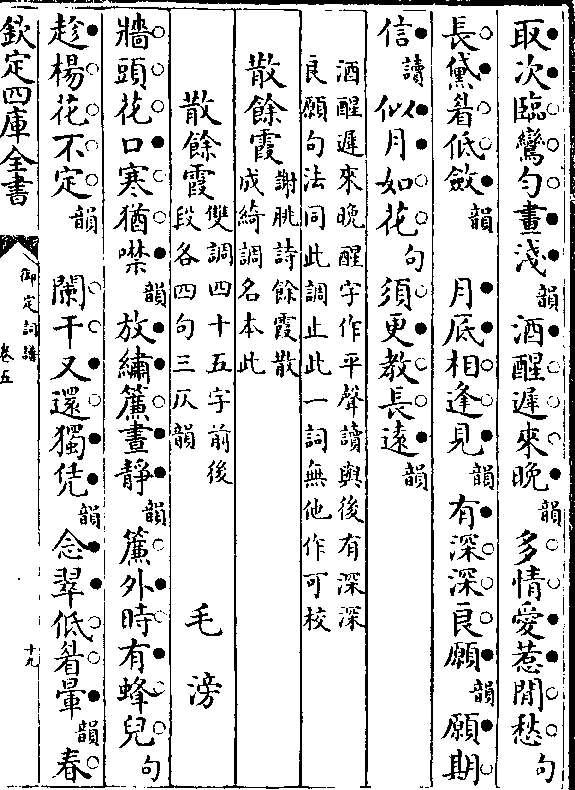 取次臨鸞勻畫淺韻酒醒遲來晚韻多情愛惹閒愁句
長黛眉低斂韻月底相逢見韻有深深良願韻願期
信讀似月如花句須更教長遠韻
酒醒遲來晚醒字作平聲讀與後有深深
良願句法同此調止此一詞無他作可校
散餘霞謝朓詩餘霞散
成綺調名本此
散餘霞雙調四十五字前後
段各四句三仄韻毛滂
牆頭花口寒猶噤韻放繡簾晝靜韻簾外時有蜂兒句
趁楊花不定韻闌干又還獨凭韻念翠低眉暈韻春
欽定四庫全書
御定詞譜
卷五
十九